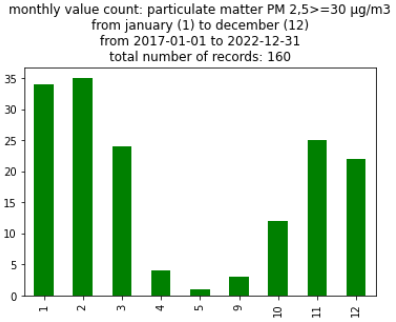 monthly value count: particulate matter PM 2,5>=30 µg/m3
from january (1) to december (12)
from 2017-01-01 to 2022-12-31
total number of records: 160
35
30
25
20
15
10
5
0
1 2 3 4 5 9 10 11 12